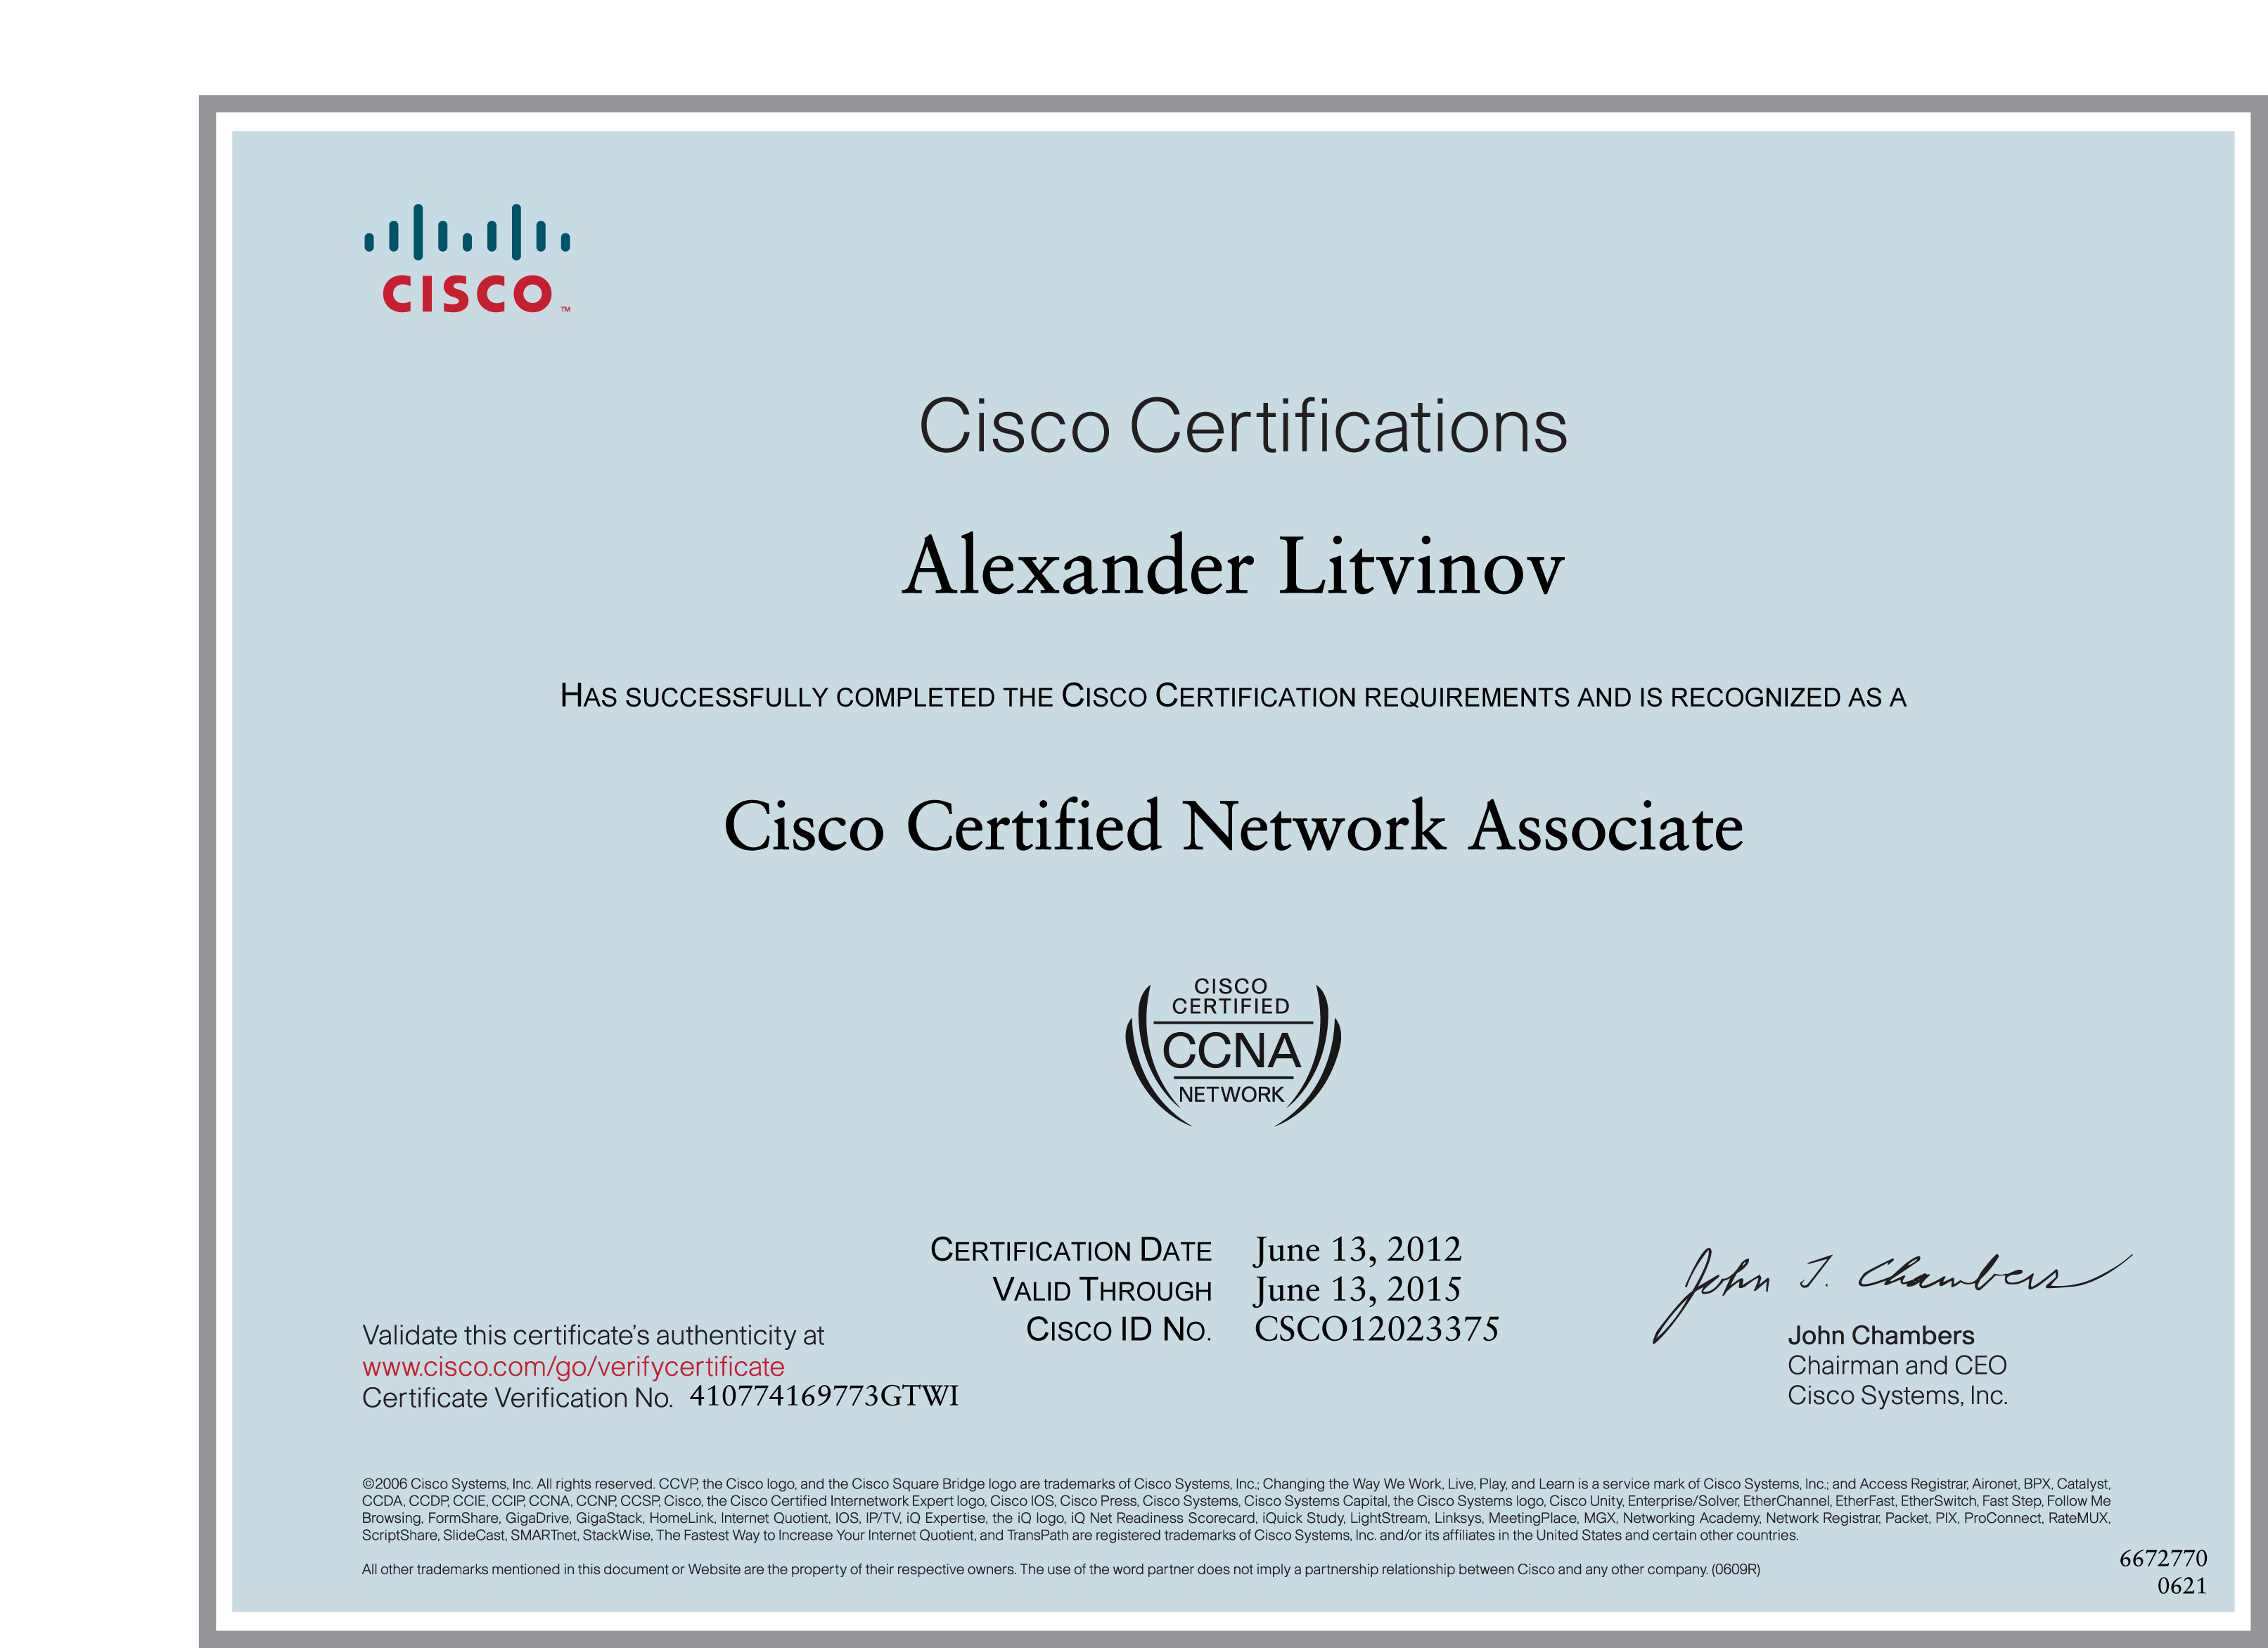 CISCO™
Cisco Certifications
Alexander Litvinov
HAS SUCCESSFULLY COMPLETED THE CISCO CERTIFICATION REQUIREMENTS AND IS RECOGNIZED AS A
Cisco Certified Network Associate
CISCO
CERTIFIED
CCNA
NETWORK
CERTIFICATION DATE June 13, 2012
VALID THROUGH June 13, 2015
CISCO ID NO. CSCO12023375
Validate this certificate's authenticity at
www.cisco.com/go/verifycertificate
Certificate Verification No. 410774169773GTWI
John T. Chambers
John Chambers
Chairman and CEO
Cisco Systems, Inc.
©2006 Cisco Systems, Inc. All rights reserved. CCVP, the Cisco logo, and the Cisco Square Bridge logo are trademarks of Cisco Systems, Inc.; Changing the Way We Work, Live, Play, and Learn is a service mark of Cisco Systems, Inc.; and Access Registrar, Aironet, BPX, Catalyst,
CCDA, CCDP, CCIE, CCIP, CCNA, CCNP, CCSP, Cisco, the Cisco Certified Internetwork Expert logo, Cisco IOS, Cisco Press, Cisco Systems, Cisco Systems Capital, the Cisco Systems logo, Cisco Unity, Enterprise/Solver, EtherChannel, EtherFast, EtherSwitch, Fast Step, Follow Me
Browsing, FormShare, GigaDrive, GigaStack, HomeLink, Internet Quotient, IOS, IP/TV, iQ Expertise, the iQ logo, iQ Net Readiness Scorecard, iQuick Study, LightStream, Linksys, MeetingPlace, MGX, Networking Academy, Network Registrar, Packet, PIX, ProConnect, RateMUX,
ScriptShare, SlideCast, SMARTnet, StackWise, The Fastest Way to Increase Your Internet Quotient, and TransPath are registered trademarks of Cisco Systems, Inc. and/or its affiliates in the United States and certain other countries.
All other trademarks mentioned in this document or Website are the property of their respective owners. The use of the word partner does not imply a partnership relationship between Cisco and any other company. (0609R)
6672770
0621